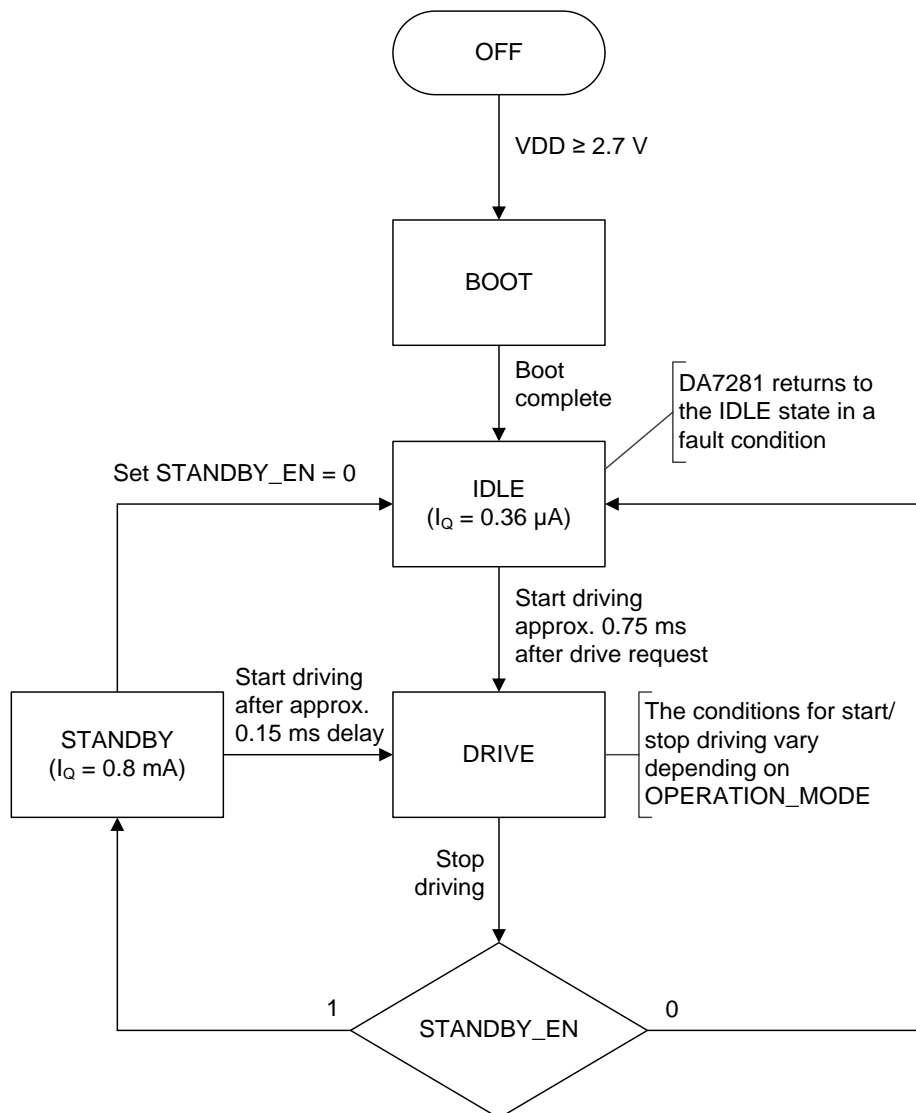 OFF
VDD ≥ 2.7 V
BOOT
Boot
complete
DA7281 returns to
the IDLE state in a
fault condition
Set STANDBY_EN = 0
IDLE
(IQ = 0.36 µA)
Start driving
approx. 0.75 ms
after drive request
Start driving
after approx.
0.15 ms delay
STANDBY
(IQ = 0.8 mA)
DRIVE
The conditions for start/
stop driving vary
depending on
OPERATION_MODE
Stop
driving
1
STANDBY_EN
0